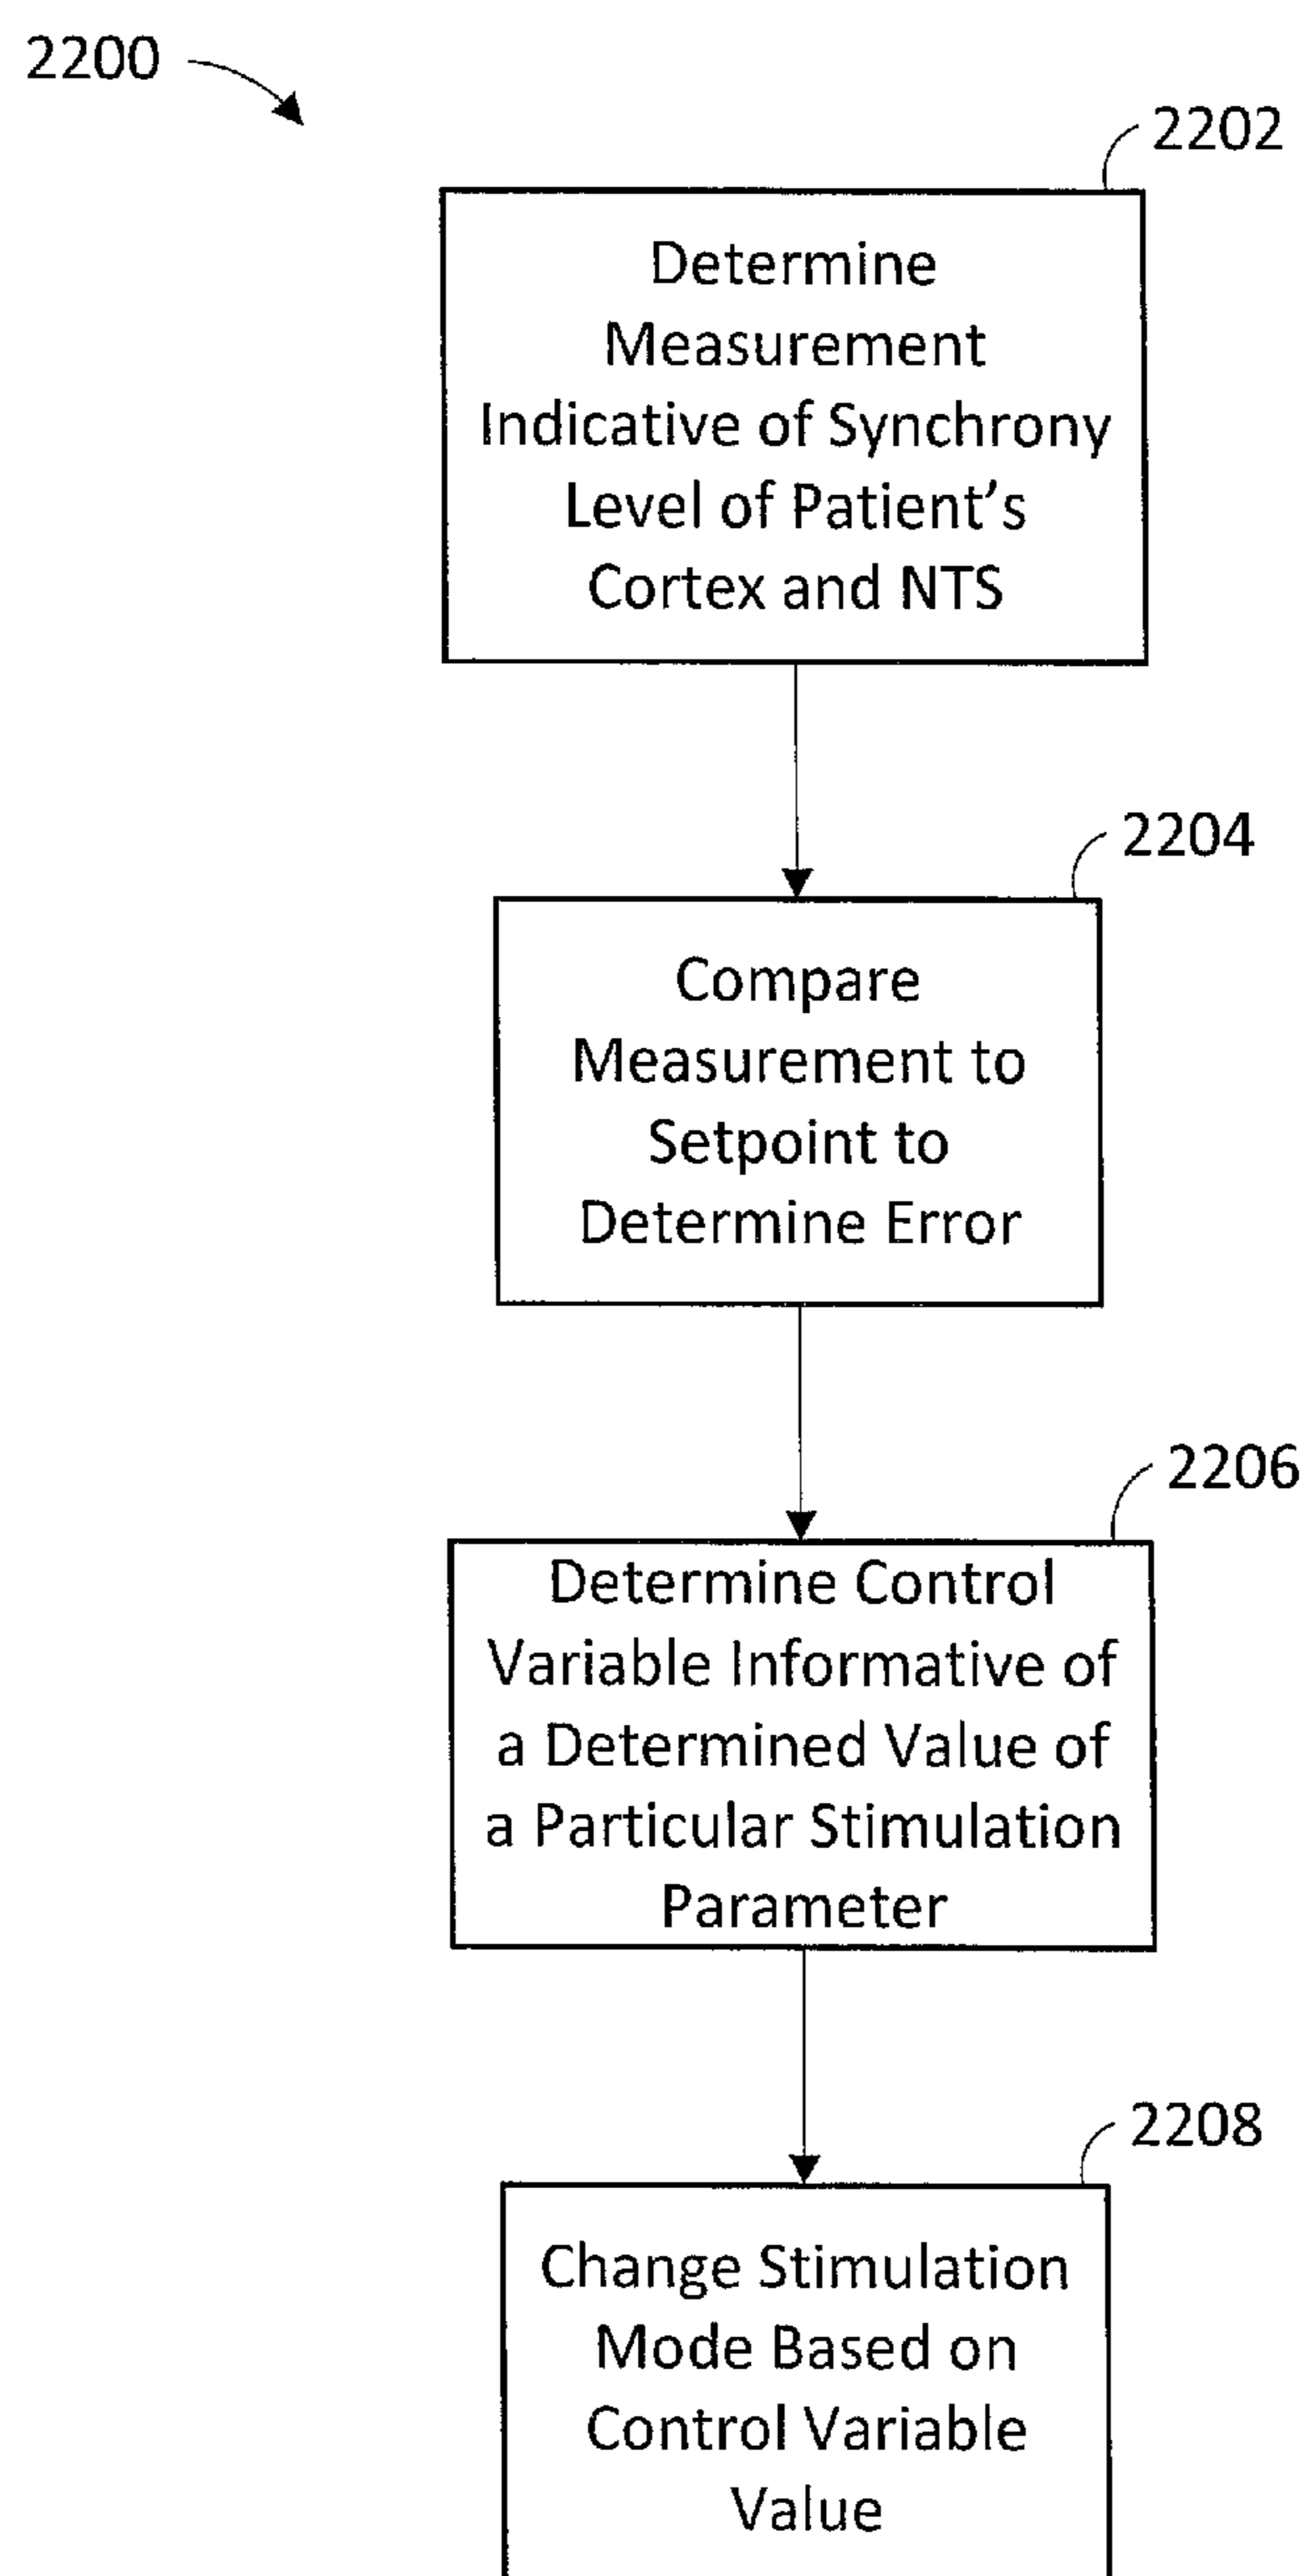 2200
2202
Determine
Measurement
Indicative of Synchrony
Level of Patient's
Cortex and NTS
2204
Compare
Measurement to
Setpoint to
Determine Error
2206
Determine Control
Variable Informative of
a Determined Value of
a Particular Stimulation
Parameter
2208
Change Stimulation
Mode Based on
Control Variable
Value